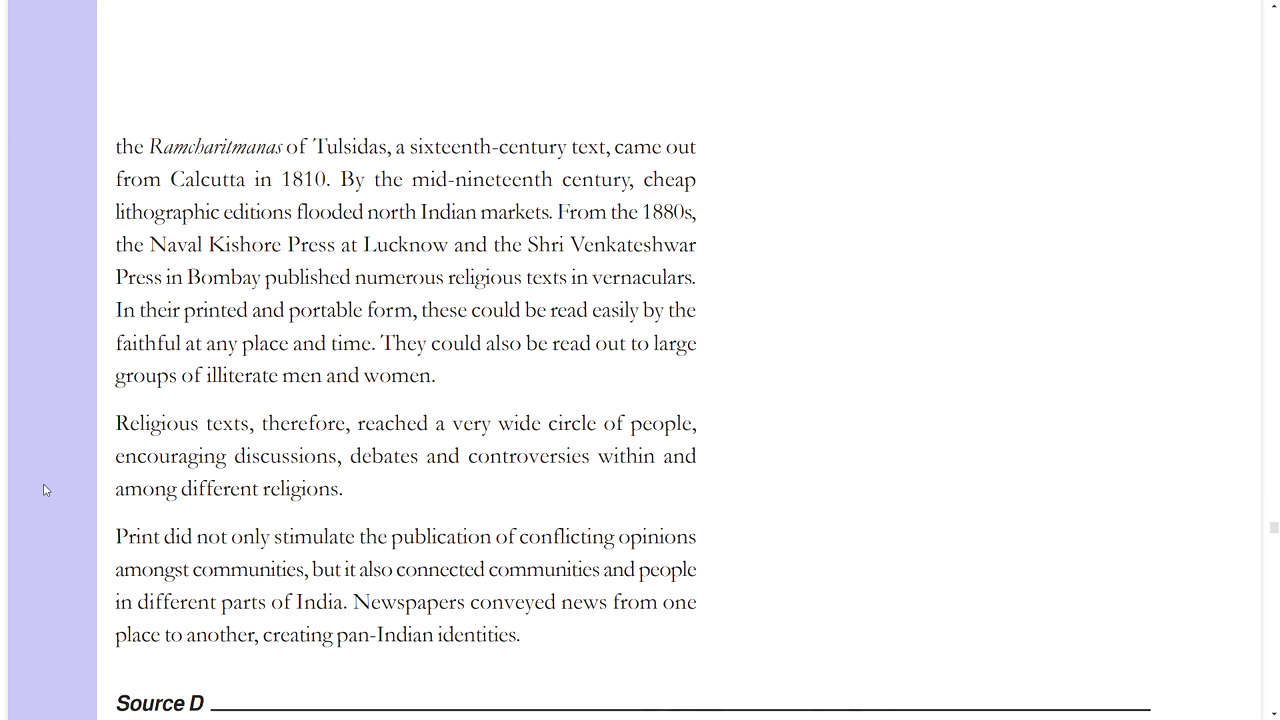 the Ramcharitmanas of Tulsidas, a sixteenth-century text, came out
from Calcutta in 1810. By the mid-nineteenth century, cheap
lithographic editions flooded north Indian markets. From the 1880s,
the Naval Kishore Press at Lucknow and the Shri Venkateshwar
Press in Bombay published numerous religious texts in vernaculars.
In their printed and portable form, these could be read easily by the
faithful at any place and time. They could also be read out to large
groups of illiterate men and women.
Religious texts, therefore, reached a very wide circle of people,
encouraging discussions, debates and controversies within and
among different religions.
Print did not only stimulate the publication of conflicting opinions
amongst communities, but it also connected communities and people
in different parts of India. Newspapers conveyed news from one
place to another, creating pan-Indian identities.
Source D